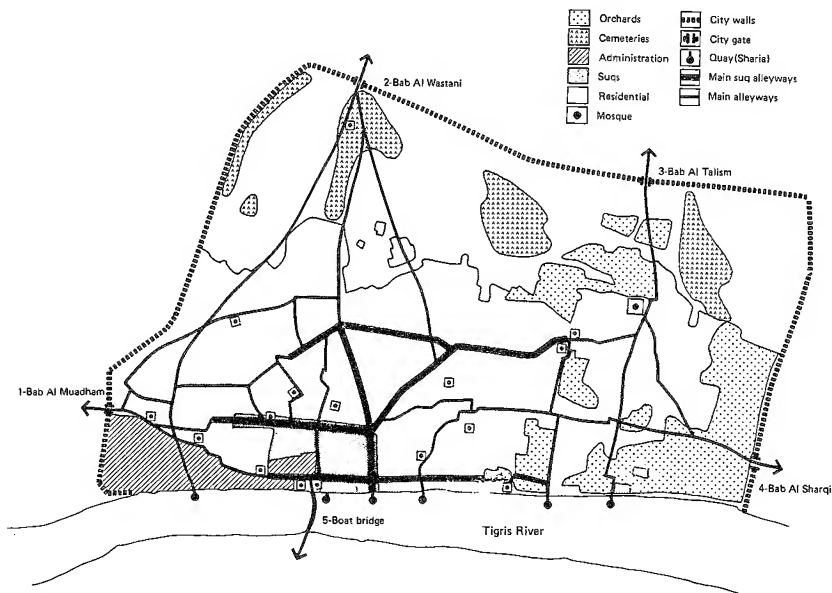 Orchards
Cemeteries
Administration
Suqs
Residential
Mosque
City walls
City gate
Quay(Sharia)
Main suq alleyways
Main alleyways
2-Bab Al Wastani
3-Bab Al Talism
1-Bab Al Muadham
4-Bab Al Sharqi
5-Boat bridge
Tigris River